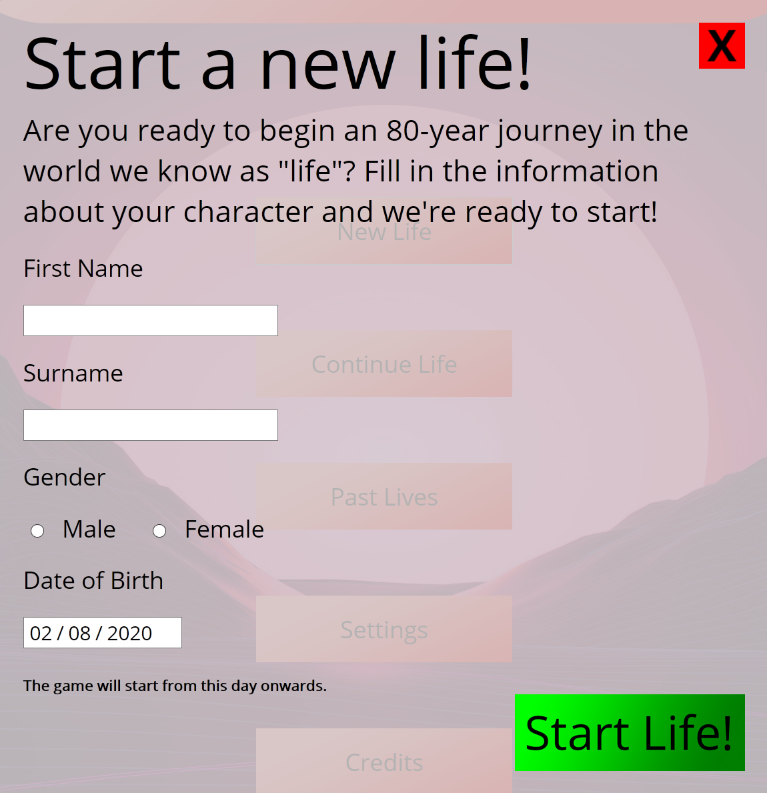 Start a new life!
X
Are you ready to begin an 80-year journey in the
world we know as "life"? Fill in the information
about your character and we're ready to start!
New Life
First Name
Continue Life
Surname
Gender
Past Lives
Male Female
Date of Birth
02 / 08 / 2020
Settings
The game will start from this day onwards.
Start Life!
Credits